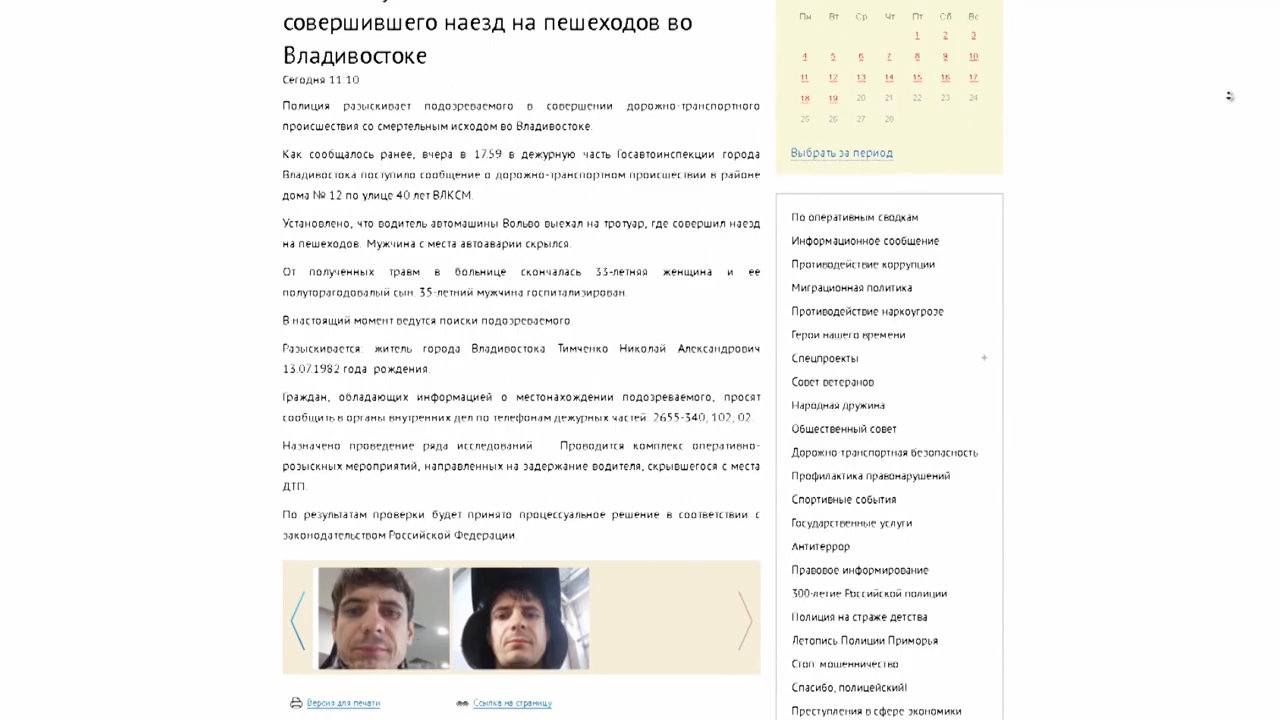 совершившего наезд на пешеходов во
Владивостоке
Сегодня 11:10
Полиция разыскивает подозреваемого в совершении дорожно-транспортного
происшествия со смертельным исходом во Владивостоке.
Как сообщалось ранее, вчера в 17.59 в дежурную часть Госавтоинспекции города
Владивостока поступило сообщение о дорожно-транспортном происшествии в районе
дома № 12 по улице 40 лет ВЛКСМ.
Установлено, что водитель автомашины Вольво выехал на тротуар, где совершил наезд
на пешеходов. Мужчина с места автоаварии скрылся.
От полученных травм в больнице скончалась 33-летняя женщина и ее
полуторагодовалый сын. 35-летний мужчина госпитализирован.
В настоящий момент ведутся поиски подозреваемого.
Разыскивается: житель города Владивостока Тимченко Николай Александрович
13.07.1982 года рождения.
Граждан, обладающих информацией о местонахождении подозреваемого, просят
сообщить в органы внутренних дел по телефонам дежурных частей: 2655-340, 102, 02.
Назначено проведение ряда исследований. Проводится комплекс оперативно-
розыскных мероприятий, направленных на задержание водителя, скрывшегося с места
ДТП.
По результатам проверки будет принято процессуальное решение в соответствии с
законодательством Российской Федерации.
Версия для печати Ссылка на страницу
Пн Вт Ср Чт Пт Сб Вс
1 2 3
4 5 6 7 8 9 10
11 12 13 14 15 16 17
18 19 20 21 22 23 24
25 26 27 28
Выбрать за период
По оперативным сводкам
Информационное сообщение
Противодействие коррупции
Миграционная политика
Противодействие наркоугрозе
Герои нашего времени
Спецпроекты +
Совет ветеранов
Народная дружина
Общественный совет
Дорожно-транспортная безопасность
Профилактика правонарушений
Спортивные события
Государственные услуги
Антитеррор
Правовое информирование
300-летие Российской полиции
Полиция на страже детства
Летопись Полиции Приморья
Стоп мошенничество
Спасибо, полицейский!
Преступления в сфере экономики